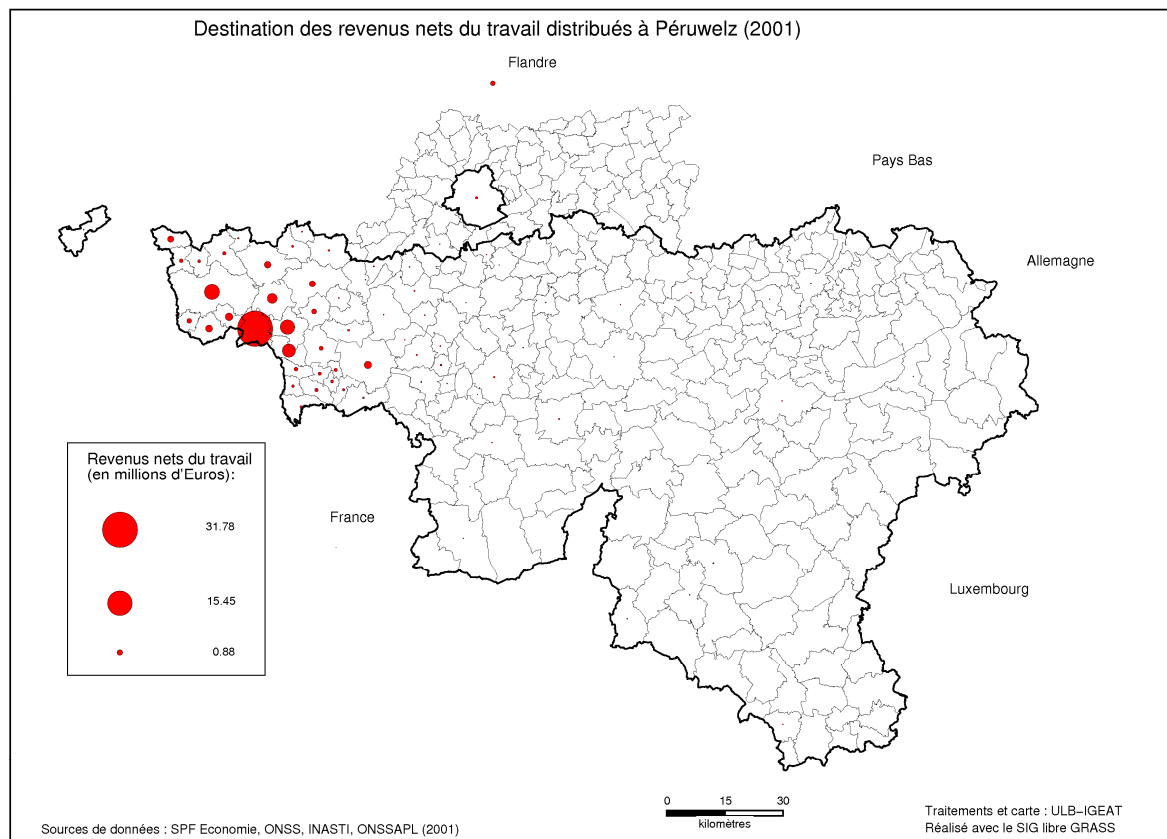 Destination des revenus nets du travail distribués à Péruwelz (2001)
Flandre
Pays Bas
Allemagne
Revenus nets du travail
(en millions d'Euros):
31.78
15.45
0.88
France
Luxembourg
0 15 30
kilomètres
Sources de données : SPF Economie, ONSS, INASTI, ONSSAPL (2001)
Traitements et carte : ULB-IGEAT
Réalisé avec le SIG libre GRASS